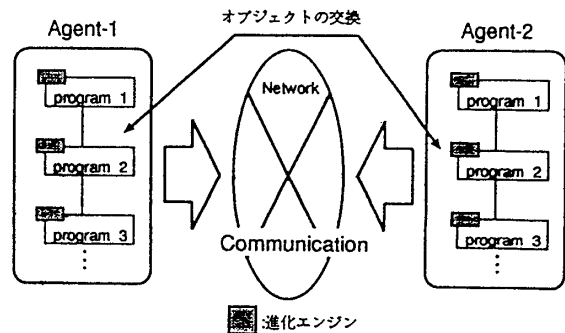 オブジェクトの交換
Agent-1
Agent-2
program 1
program 2
program 3
⋮
Network
Communication
program 1
program 2
program 3
⋮
:進化エンジン